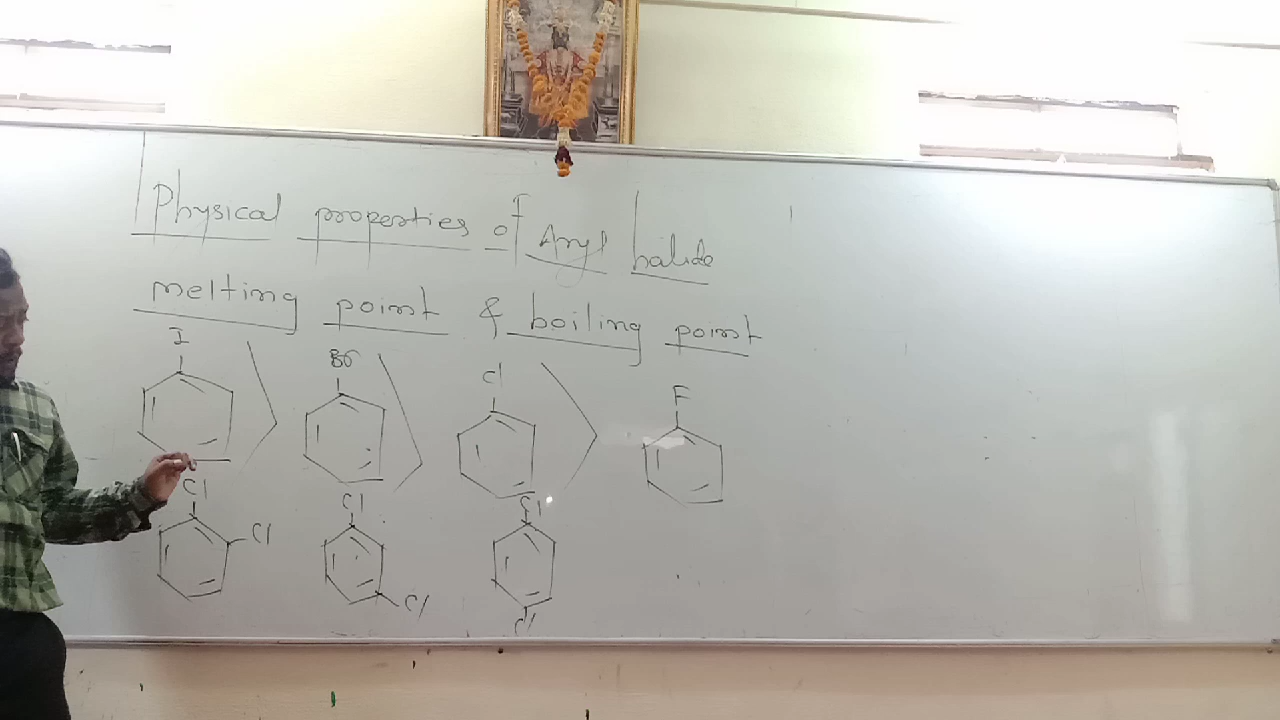 Physical properties of Aryl halide
melting point & boiling point
I > Br > Cl > F
Cl Cl Cl
Cl Cl Cl